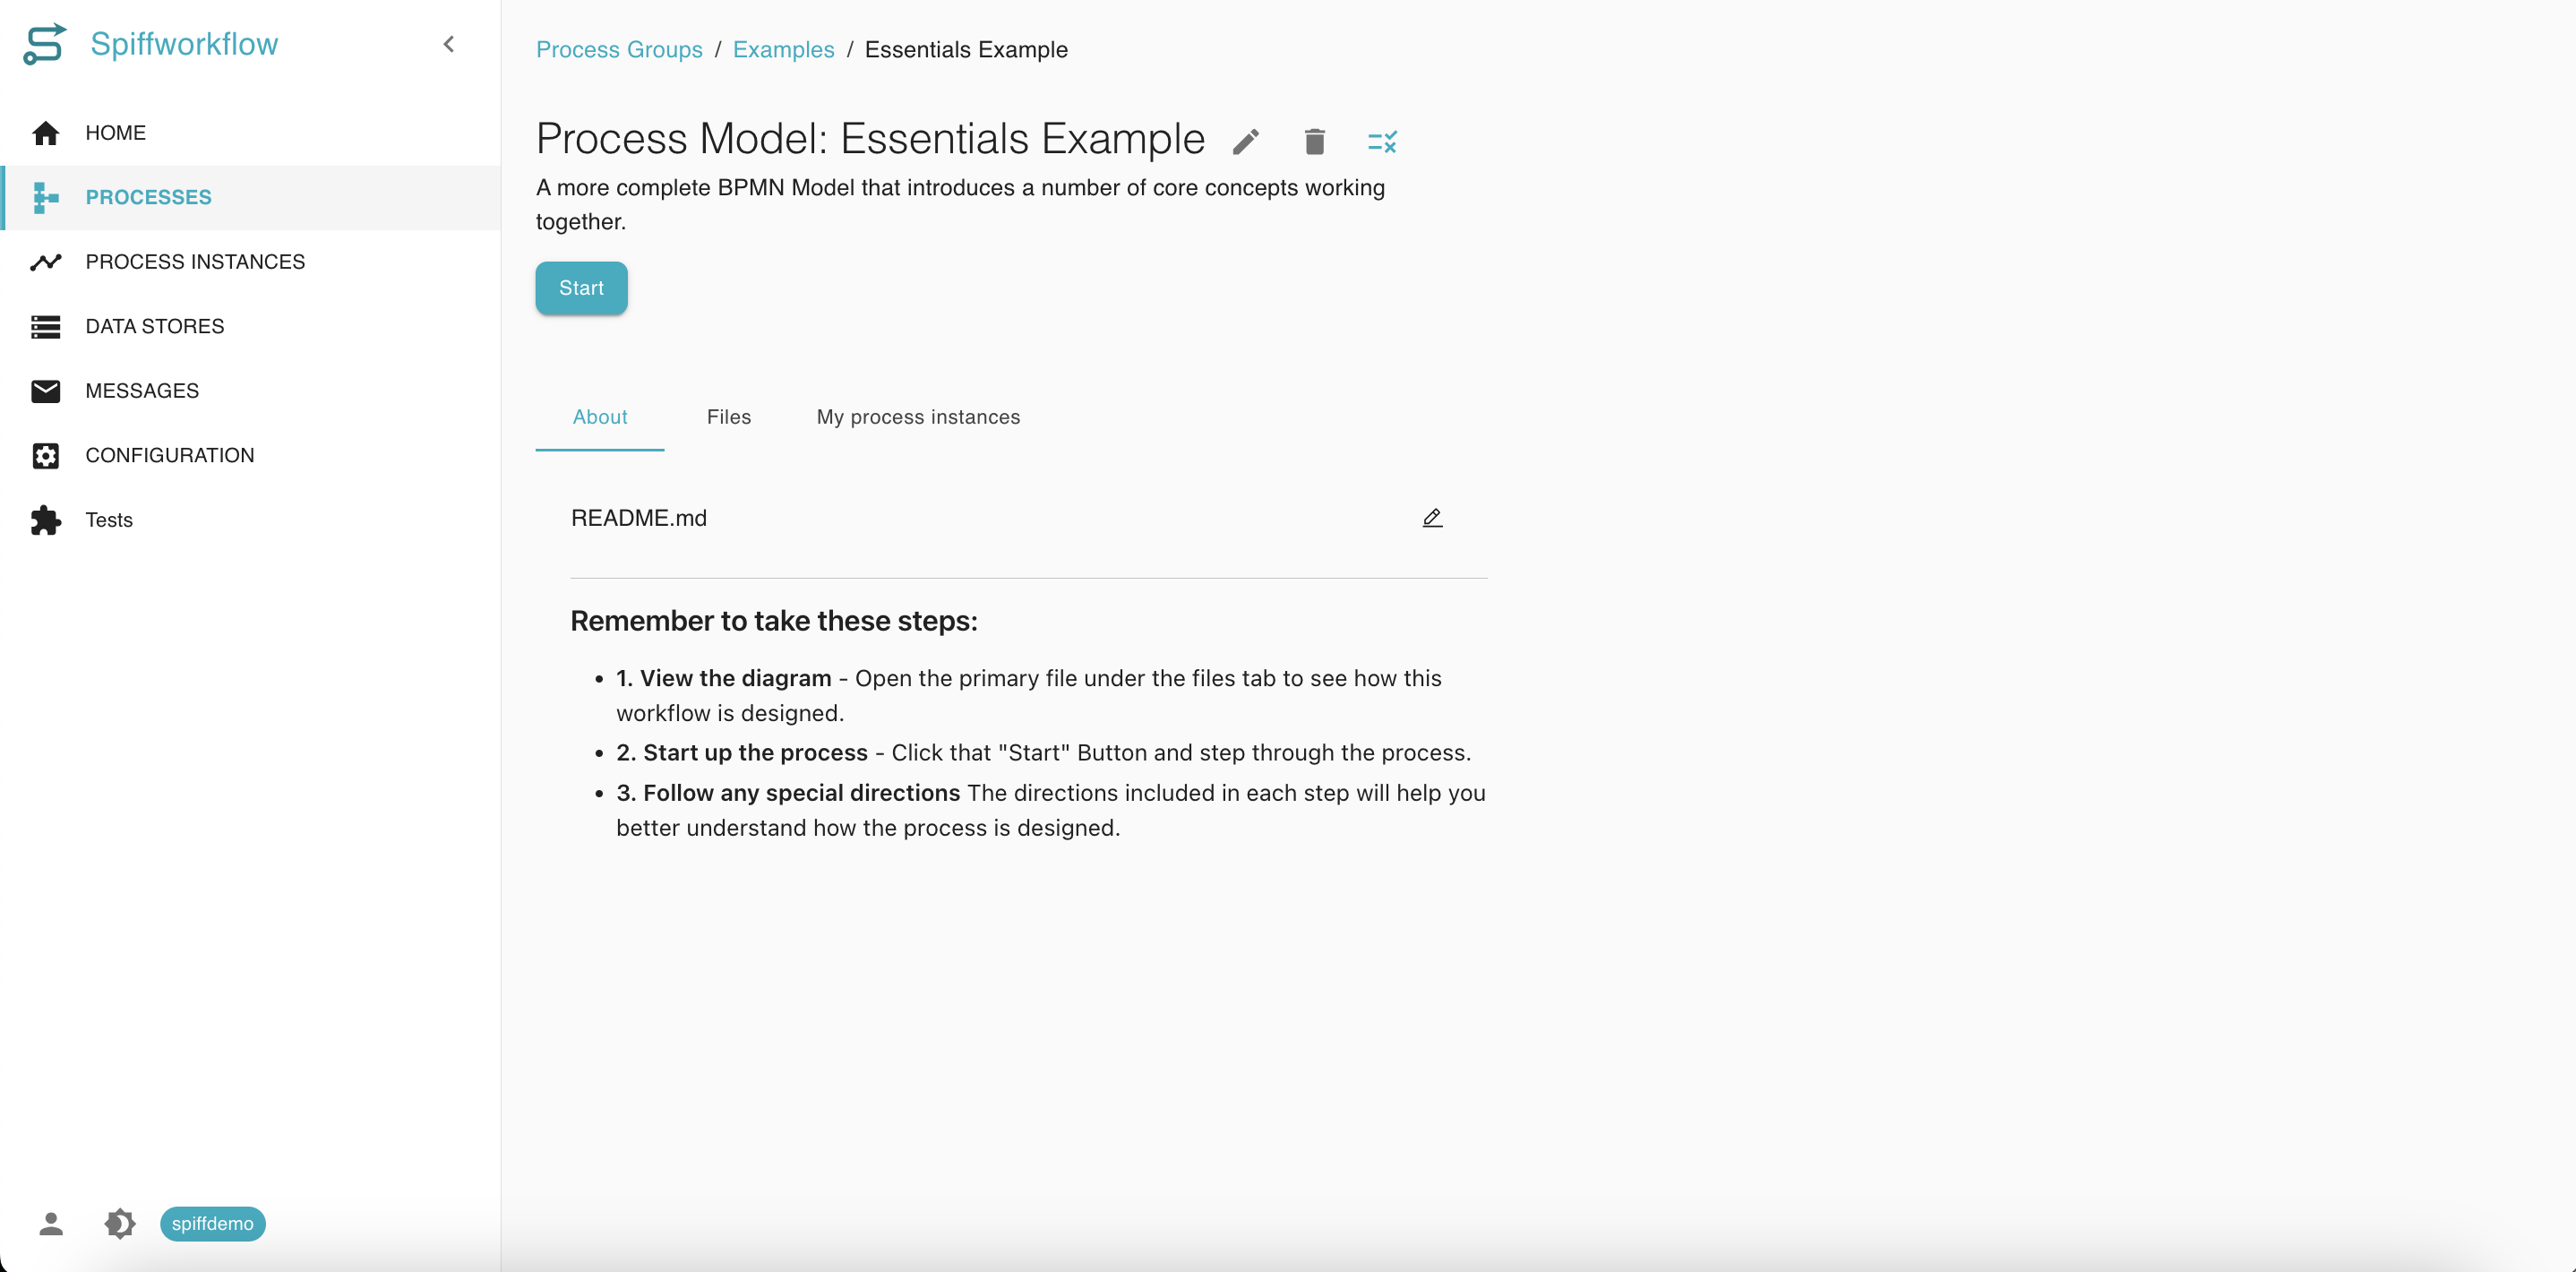 Spiffworkflow
HOME
PROCESSES
PROCESS INSTANCES
DATA STORES
MESSAGES
CONFIGURATION
Tests
spiffdemo
Process Groups / Examples / Essentials Example
Process Model: Essentials Example
A more complete BPMN Model that introduces a number of core concepts working
together.
Start
About Files My process instances
README.md
Remember to take these steps:
• 1. View the diagram - Open the primary file under the files tab to see how this
workflow is designed.
• 2. Start up the process - Click that "Start" Button and step through the process.
• 3. Follow any special directions The directions included in each step will help you
better understand how the process is designed.